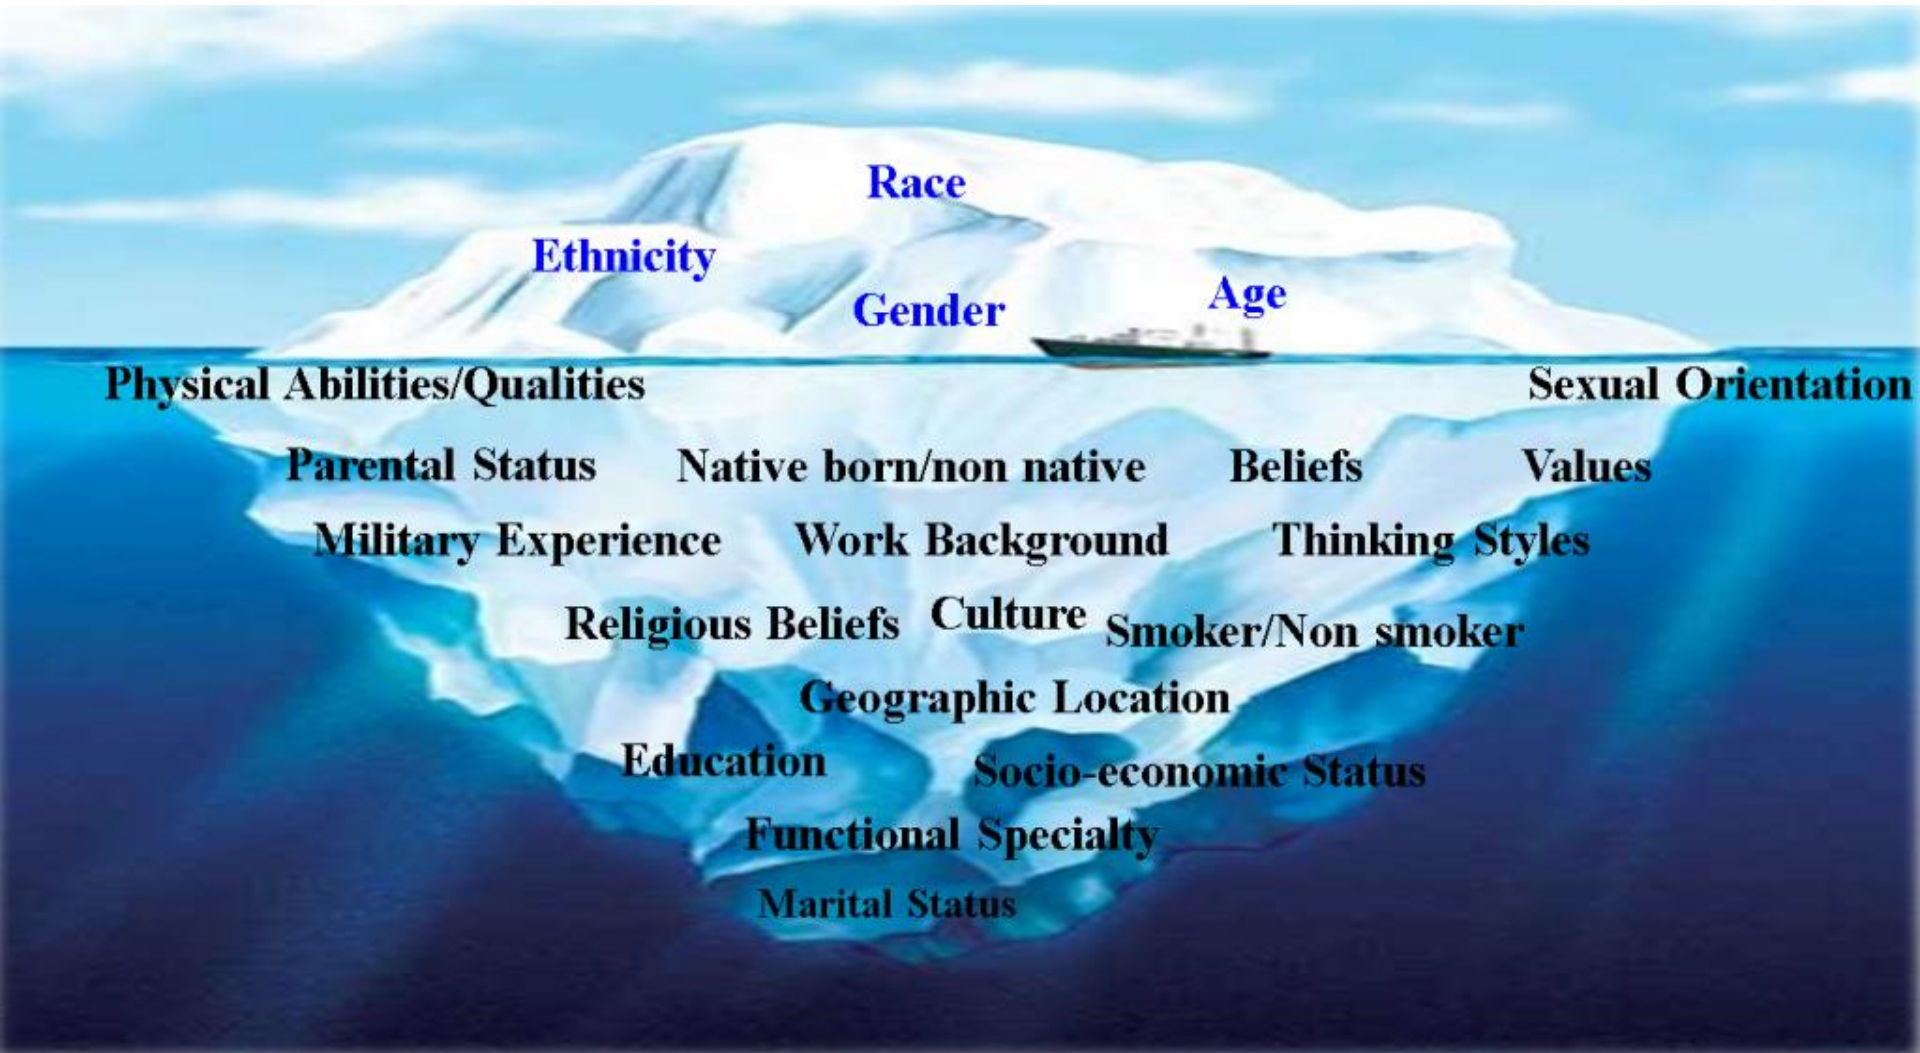 Race
Ethnicity
Gender
Age
Physical Abilities/Qualities
Sexual Orientation
Parental Status
Native born/non native
Beliefs
Values
Military Experience
Work Background
Thinking Styles
Religious Beliefs
Culture
Smoker/Non smoker
Geographic Location
Education
Socio-economic Status
Functional Specialty
Marital Status